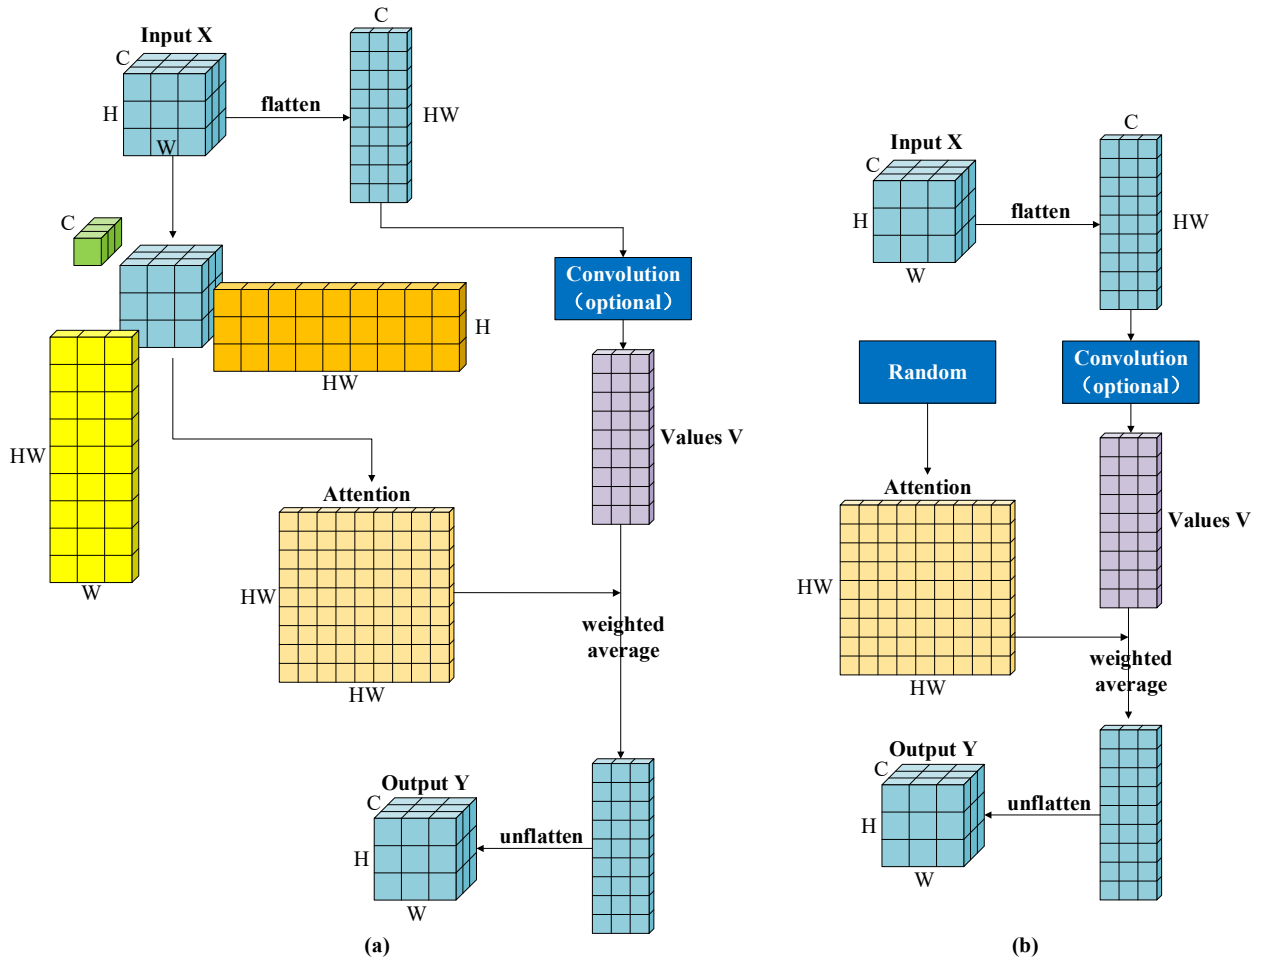 C
Input X
C
H
W
flatten
HW
C
Convolution
（optional）
H
HW
HW
W
Values V
Attention
HW
HW
weighted
average
Output Y
C
H
W
unflatten
(a)
C
Input X
C
H
W
flatten
HW
Random
Convolution
（optional）
Attention
HW
HW
Values V
weighted
average
Output Y
C
H
W
unflatten
(b)